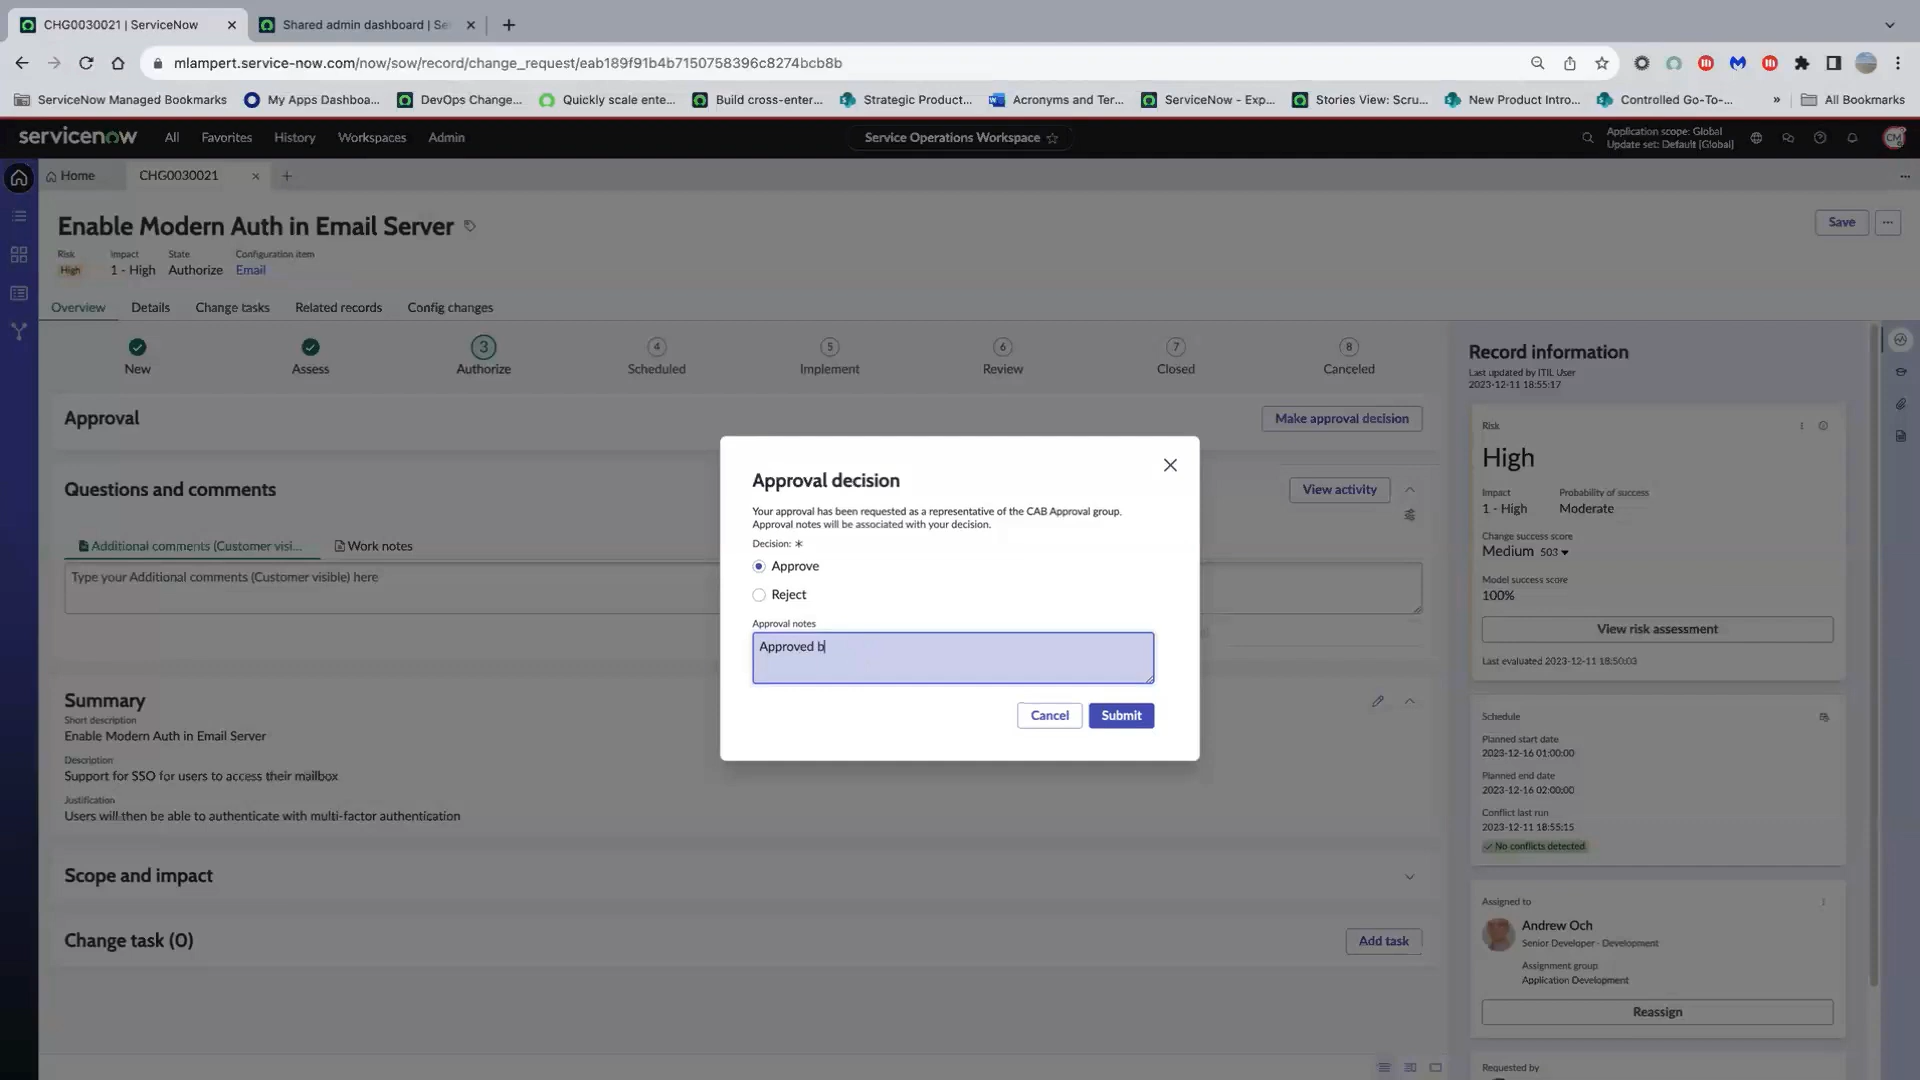 CHG0030021 | ServiceNow
Shared admin dashboard | Se
mlampert.service-now.com/now/sow/record/change_request/eab189f91b4b7150758396c8274bcb8b
ServiceNow Managed Bookmarks
My Apps Dashboa...
DevOps Change...
Quickly scale ente...
Build cross-enter...
Strategic Product...
Acronyms and Ter...
ServiceNow - Exp...
Stories View: Scru...
New Product Intro...
Controlled Go-To-...
»
All Bookmarks
servicenow
All
Favorites
History
Workspaces
Admin
Service Operations Workspace
Application scope: Global
Update set: Default [Global]
CM
Home
CHG0030021
Enable Modern Auth in Email Server
Save
Risk
Impact
State
Configuration item
High
1 - High
Authorize
Email
Overview
Details
Change tasks
Related records
Config changes
3
4
5
6
7
8
New
Assess
Authorize
Scheduled
Implement
Review
Closed
Canceled
Approval
Make approval decision
Questions and comments
View activity
Additional comments (Customer visi...
Work notes
Type your Additional comments (Customer visible) here
Approval decision
Your approval has been requested as a representative of the CAB Approval group.
Approval notes will be associated with your decision.
Decision: *
Approve
Reject
Approval notes
Approved b
Cancel
Submit
Summary
Short description
Enable Modern Auth in Email Server
Description
Support for SSO for users to access their mailbox
Justification
Users will then be able to authenticate with multi-factor authentication
Scope and impact
Change task (0)
Add task
Record information
Last updated by ITIL User
2023-12-11 18:55:17
Risk
High
Impact
Probability of success
1 - High
Moderate
Change success score
Medium 503
Model success score
100%
View risk assessment
Last evaluated 2023-12-11 18:50:03
Schedule
Planned start date
2023-12-16 01:00:00
Planned end date
2023-12-16 02:00:00
Conflict last run
2023-12-11 18:55:15
No conflicts detected
Assigned to
Andrew Och
Senior Developer - Development
Assignment group
Application Development
Reassign
Requested by